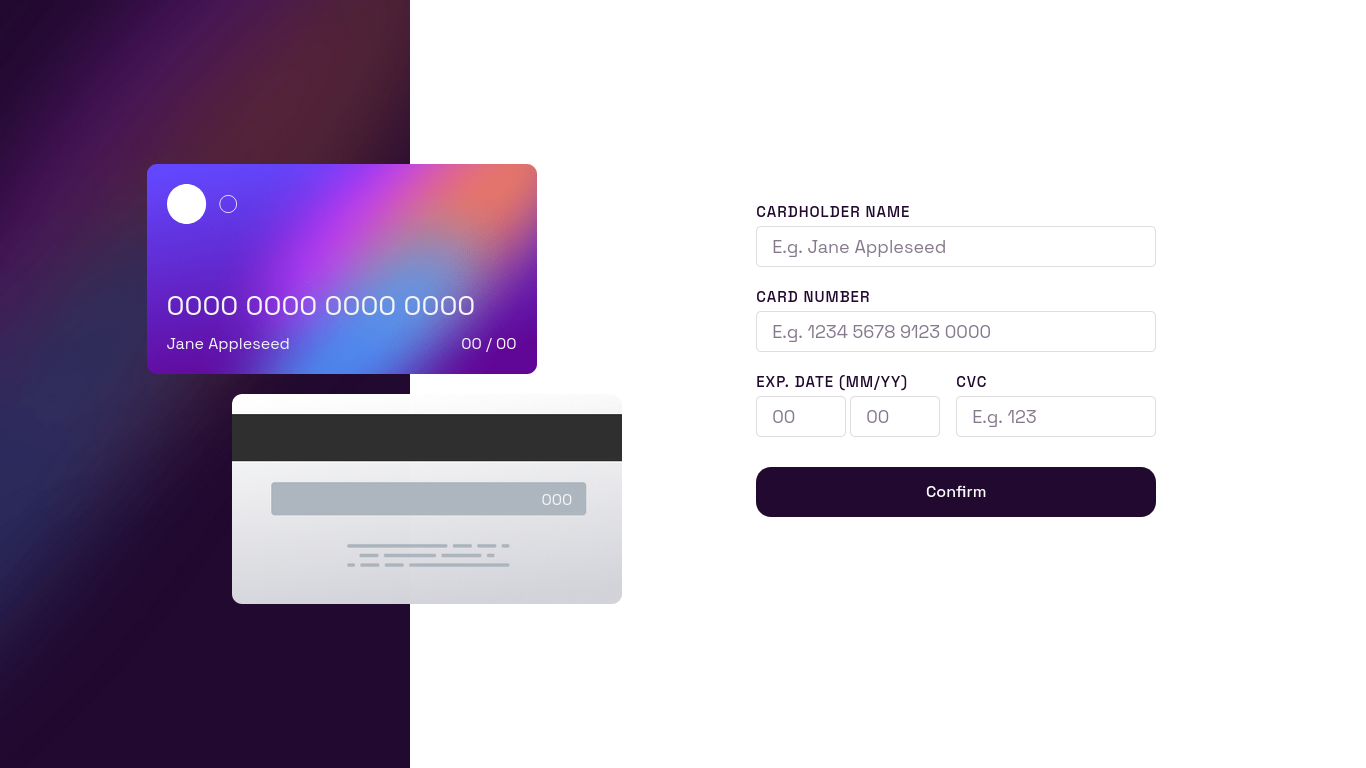 0000 0000 0000 0000
Jane Appleseed 00 / 00
000
CARDHOLDER NAME
E.g. Jane Appleseed
CARD NUMBER
E.g. 1234 5678 9123 0000
EXP. DATE (MM/YY) CVC
00 00 E.g. 123
Confirm